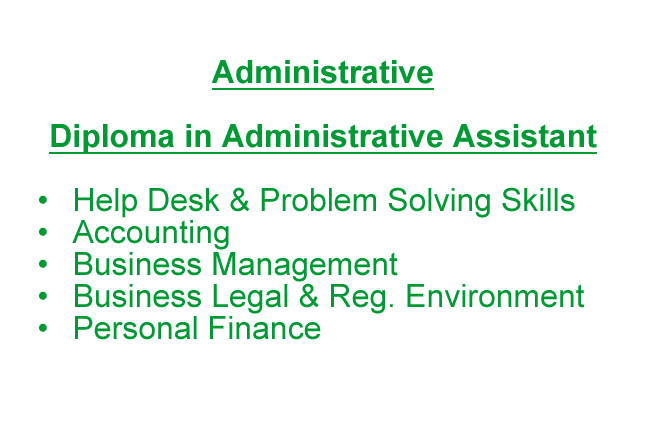 Administrative
Diploma in Administrative Assistant
• Help Desk & Problem Solving Skills
• Accounting
• Business Management
• Business Legal & Reg. Environment
• Personal Finance